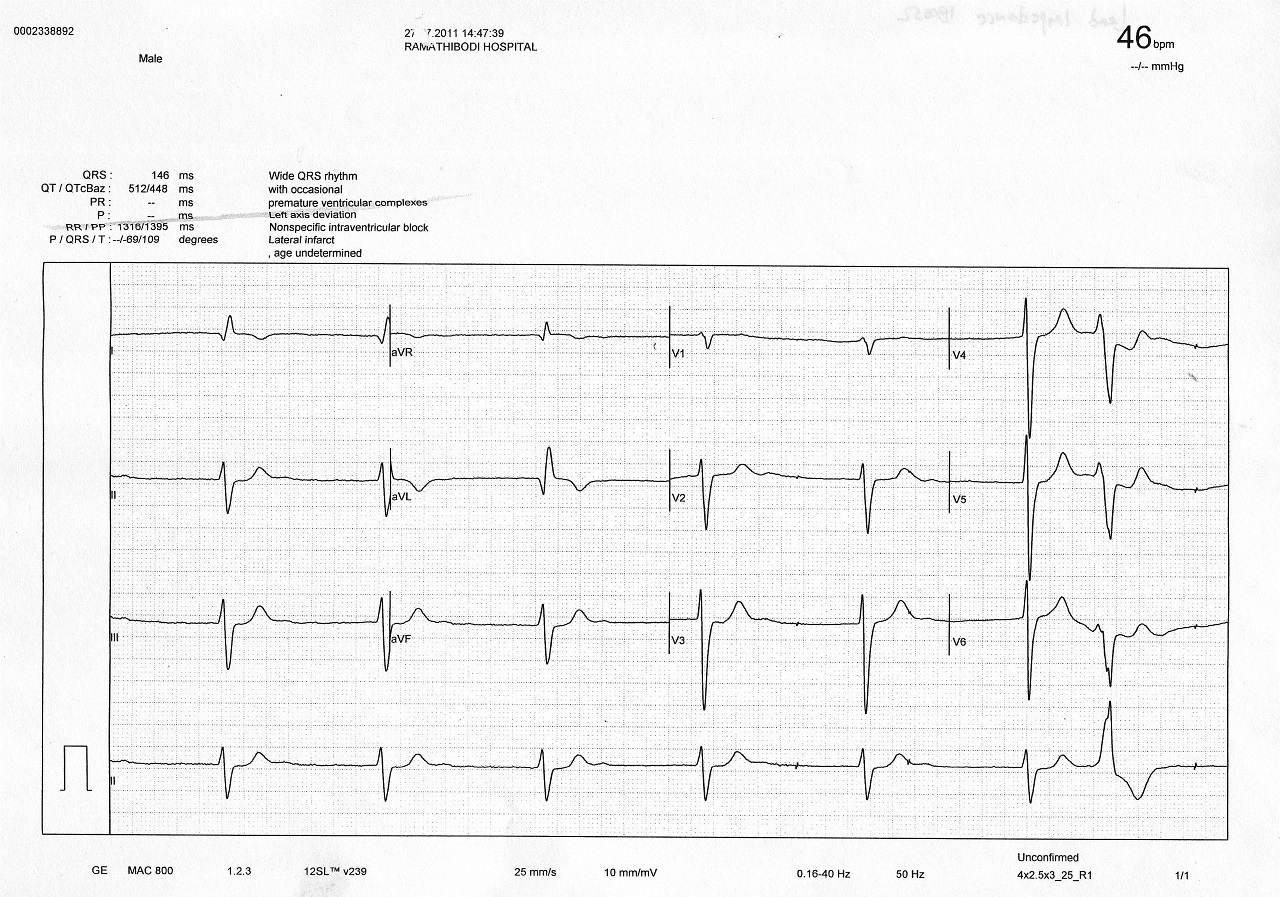 0002338892
Male
7.2011 14:47:39
RAMATHIBODI HOSPITAL
46 bpm
--/-- mmHg
QRS : 146 ms
QT / QTcBaz : 512/448 ms
PR : -- ms
P : -- ms
RR / PP : 1316/1395 ms
P / QRS / T : --/-69/109 degrees
Wide QRS rhythm
with occasional
premature ventricular complexes
Left axis deviation
Nonspecific intraventricular block
Lateral infarct
, age undetermined
I aVR V1 V4
II aVL V2 V5
III aVF V3 V6
II
GE MAC 800 1.2.3 12SL™ v239 25 mm/s 10 mm/mV 0.16-40 Hz 50 Hz
Unconfirmed
4x2.5x3_25_R1 1/1